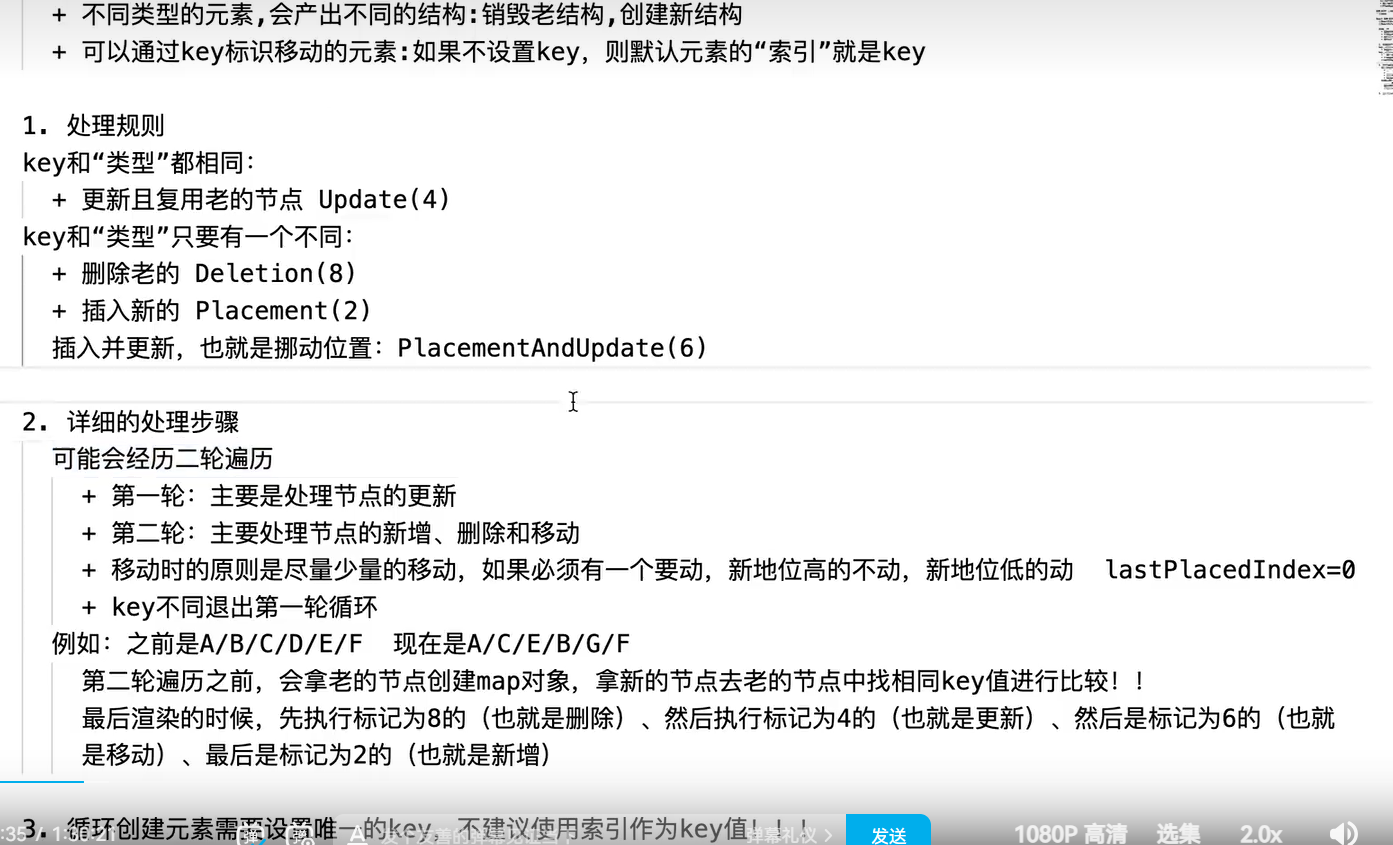 + 不同类型的元素,会产出不同的结构:销毁老结构,创建新结构
+ 可以通过key标识移动的元素:如果不设置key，则默认元素的“索引”就是key
1. 处理规则
key和“类型”都相同：
+ 更新且复用老的节点 Update(4)
key和“类型”只要有一个不同：
+ 删除老的 Deletion(8)
+ 插入新的 Placement(2)
插入并更新，也就是挪动位置：PlacementAndUpdate(6)
2. 详细的处理步骤
可能会经历二轮遍历
+ 第一轮：主要是处理节点的更新
+ 第二轮：主要处理节点的新增、删除和移动
+ 移动时的原则是尽量少量的移动，如果必须有一个要动，新地位高的不动，新地位低的动 lastPlacedIndex=0
+ key不同退出第一轮循环
例如：之前是A/B/C/D/E/F 现在是A/C/E/B/G/F
第二轮遍历之前，会拿老的节点创建map对象，拿新的节点去老的节点中找相同key值进行比较！！
最后渲染的时候，先执行标记为8的（也就是删除）、然后执行标记为4的（也就是更新）、然后是标记为6的（也就
是移动）、最后是标记为2的（也就是新增）
3. 循环创建元素需要设置唯一的key，不建议使用索引作为key值！！！
:35 / 1:30:21
弹幕礼仪 >
发送
1080P 高清
选集
2.0x